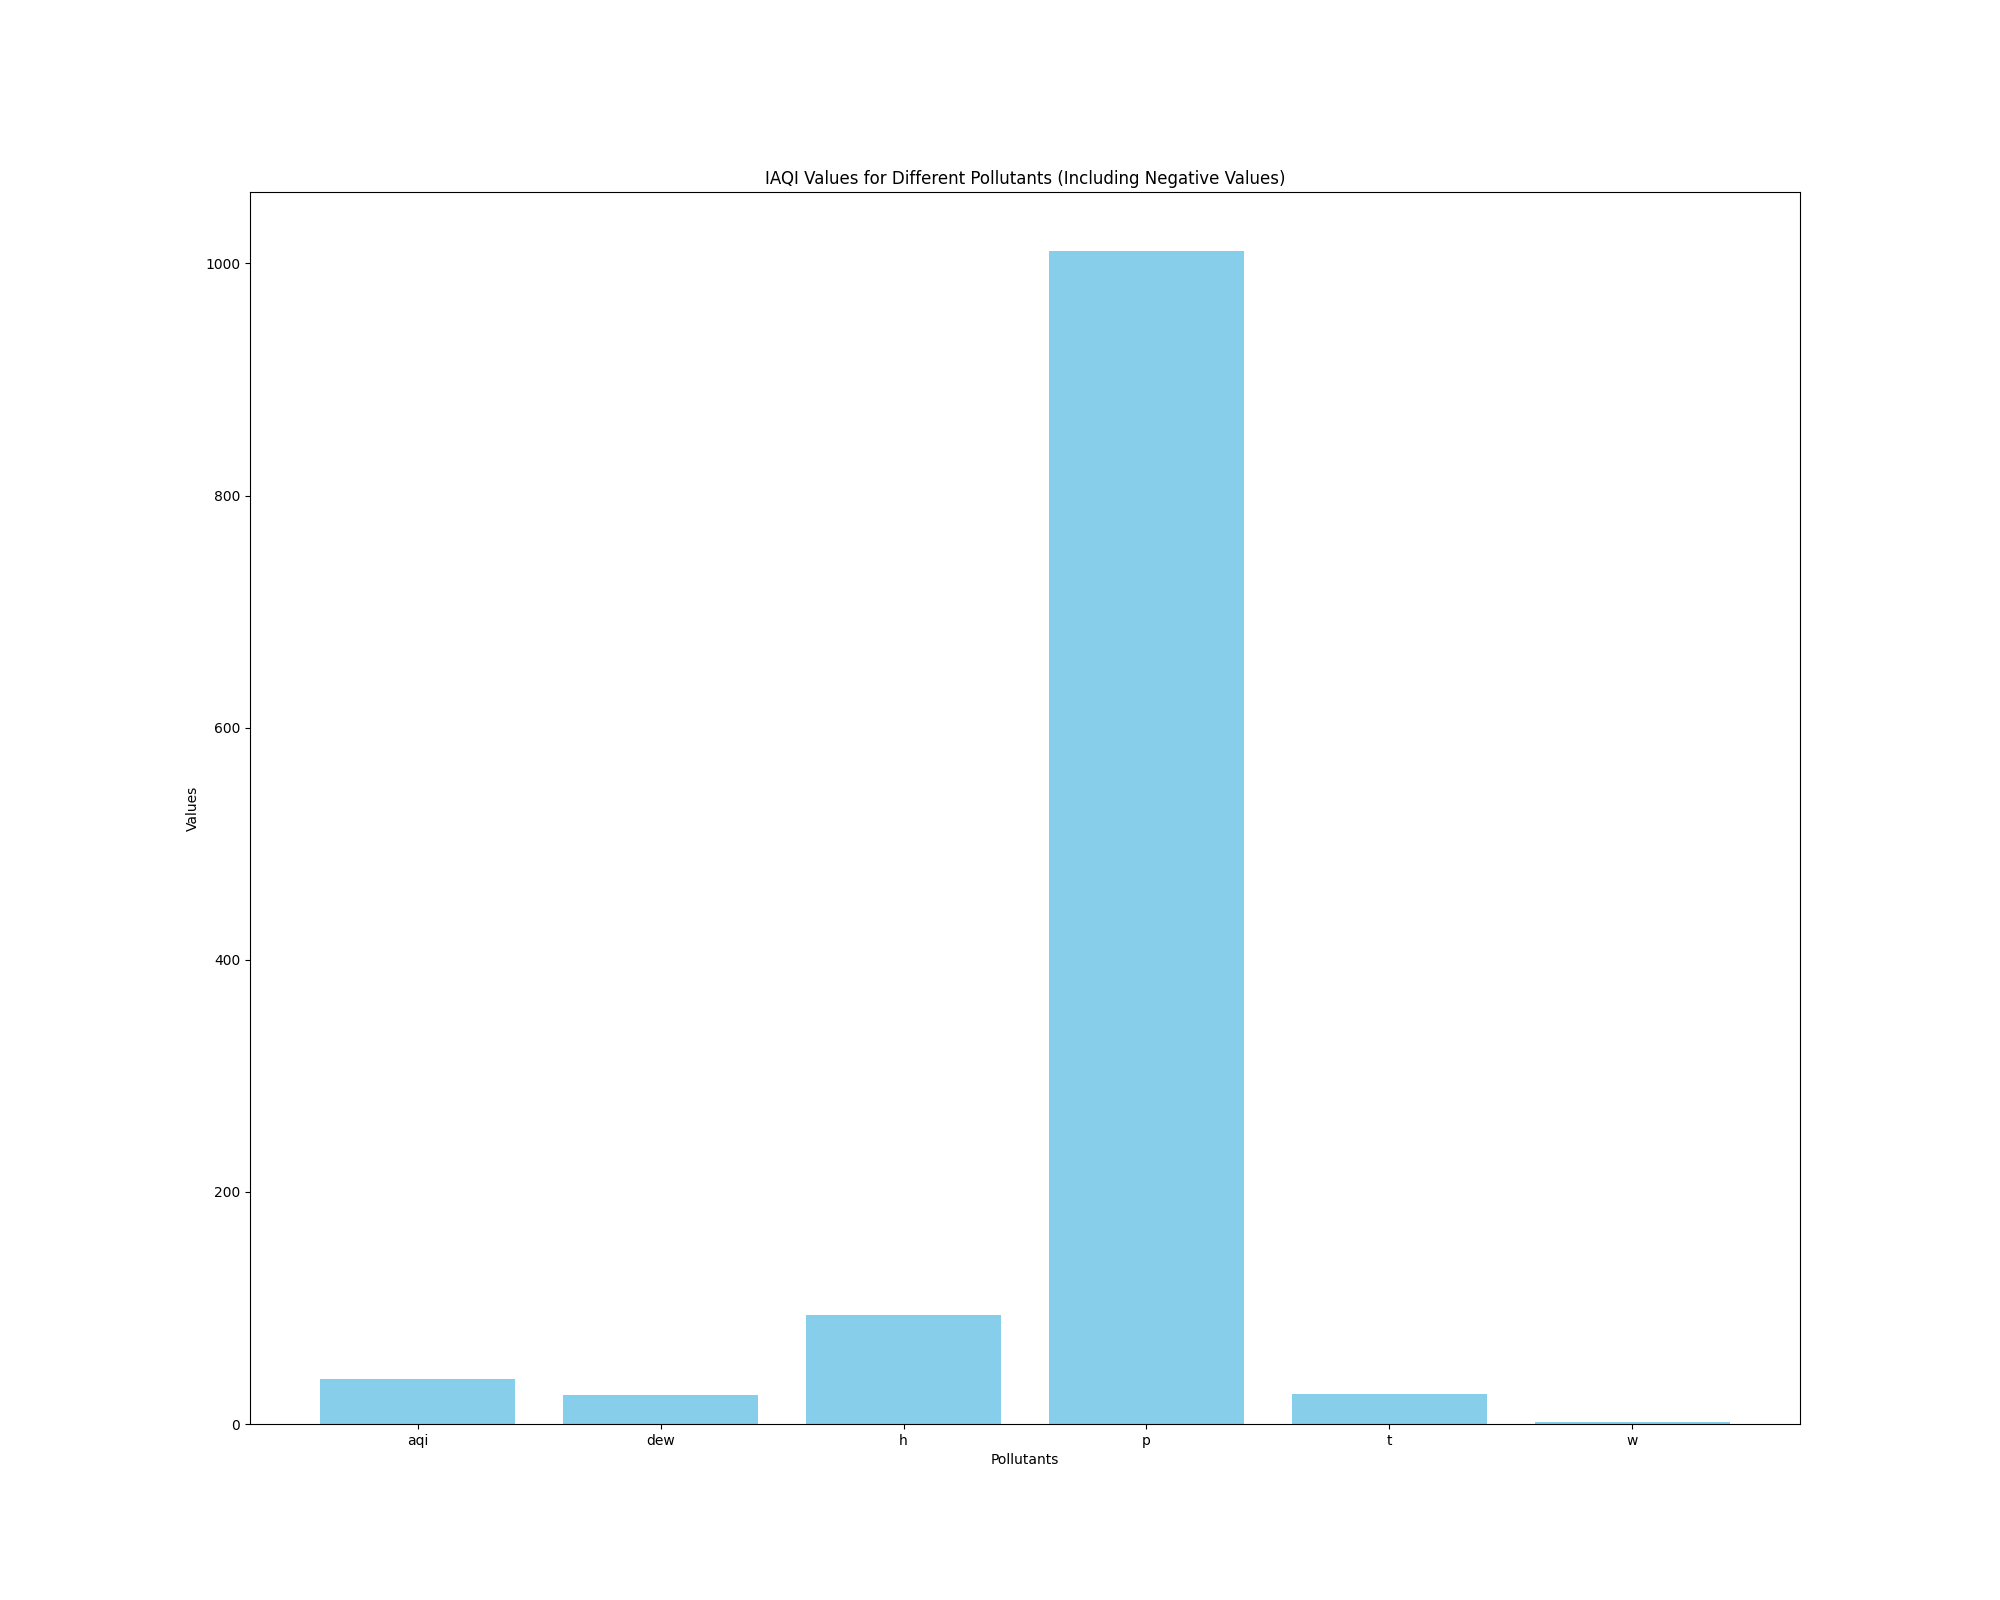 IAQI Values for Different Pollutants (Including Negative Values)
1000
800
600
400
200
0
Values
aqi dew h p t w
Pollutants